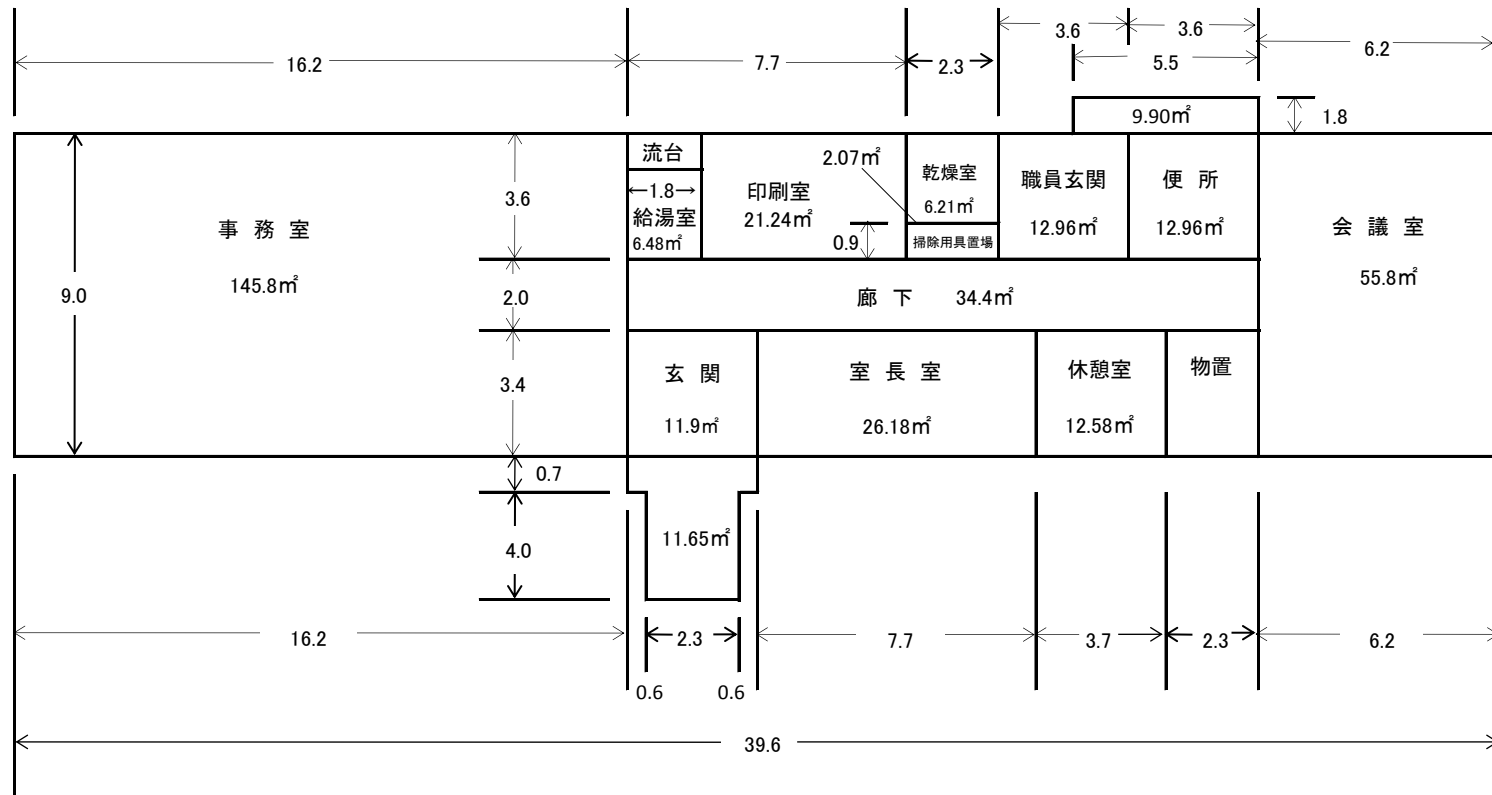 3.6
3.6
6.2
16.2
7.7
2.3
5.5
9.90㎡
1.8
流台
2.07㎡
乾燥室
職員玄関
便 所
3.6
←1.8→
印刷室
給湯室
21.24㎡
6.21㎡
事 務 室
12.96㎡
12.96㎡
会 議 室
6.48㎡
0.9
掃除用具置場
145.8㎡
55.8㎡
9.0
2.0
廊 下 34.4㎡
3.4
玄 関
室 長 室
休憩室
物置
11.9㎡
26.18㎡
12.58㎡
0.7
11.65㎡
4.0
16.2
2.3
7.7
3.7
2.3
6.2
0.6
0.6
39.6